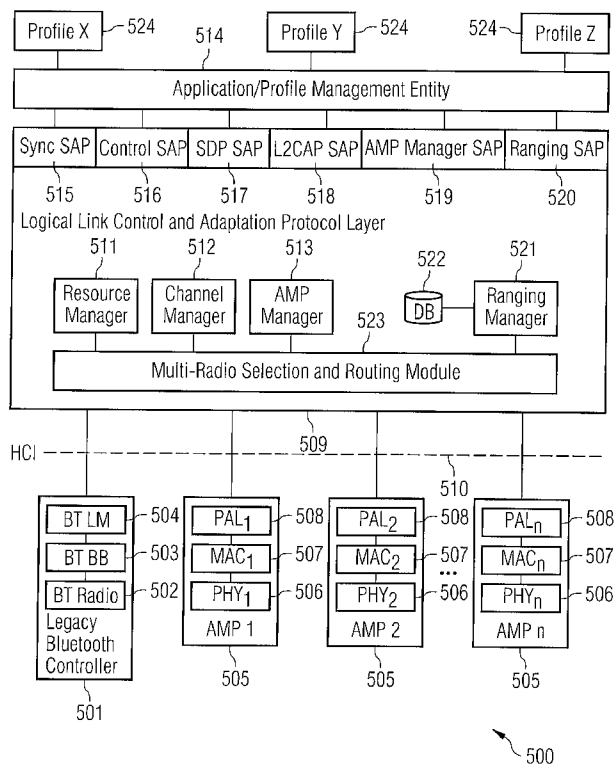 Profile X
524
514
Profile Y
524
524
Profile Z
Application/Profile Management Entity
Sync SAP
Control SAP
SDP SAP
L2CAP SAP
AMP Manager SAP
Ranging SAP
515
516
517
518
519
520
Logical Link Control and Adaptation Protocol Layer
511
512
513
522
521
Resource
Manager
Channel
Manager
AMP
Manager
DB
Ranging
Manager
523
Multi-Radio Selection and Routing Module
509
HCI
510
BT LM
504
PAL1
508
PAL2
508
PALn
508
BT BB
503
MAC1
507
MAC2
507
...
MACn
507
BT Radio
502
PHY1
506
PHY2
506
PHYn
506
Legacy
Bluetooth
Controller
AMP 1
AMP 2
AMP n
501
505
505
505
500